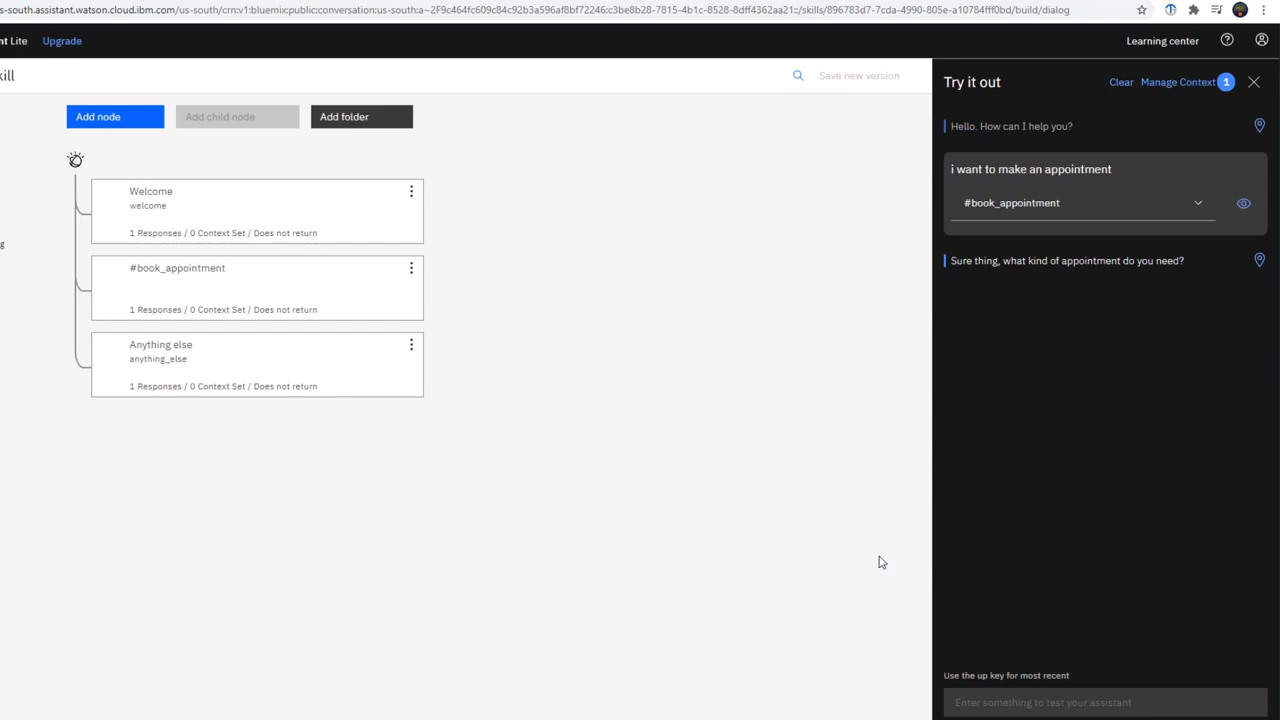 s-south.assistant.watson.cloud.ibm.com/us-south/crn:v1:bluemix:public:conversation:us-south:a~2F9c464fc609c84c92b3a596af8bf72246:c3be8b28-7815-4b1c-8528-8dff4362aa21::/skills/896783d7-7cda-4990-805e-a10784fff0bd/build/dialog
nt Lite Upgrade Learning center
kill Save new version
Add node Add child node Add folder
Welcome
welcome
1 Responses / 0 Context Set / Does not return
#book_appointment
1 Responses / 0 Context Set / Does not return
Anything else
anything_else
1 Responses / 0 Context Set / Does not return
g
Try it out Clear Manage Context 1
Hello. How can I help you?
i want to make an appointment
#book_appointment
Sure thing, what kind of appointment do you need?
Use the up key for most recent
Enter something to test your assistant